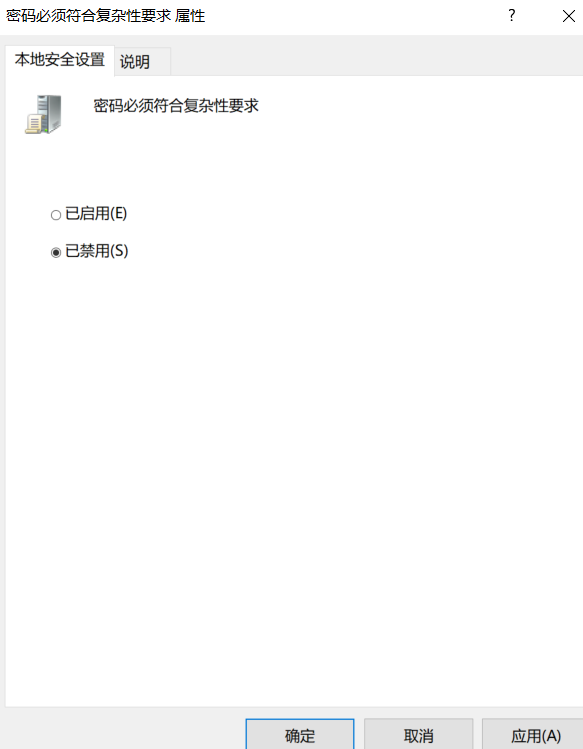 密码必须符合复杂性要求 属性
?
本地安全设置 说明
密码必须符合复杂性要求
已启用(E)
已禁用(S)
确定 取消 应用(A)